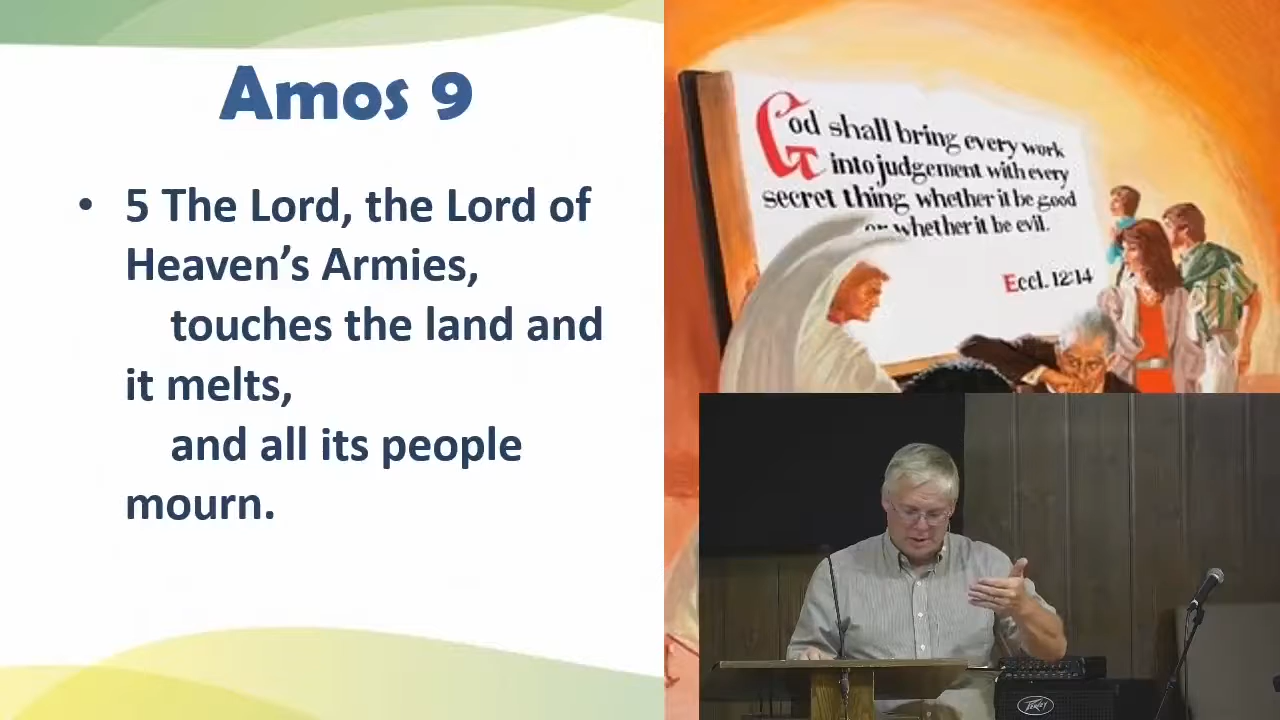 Amos 9
• 5 The Lord, the Lord of
Heaven’s Armies,
touches the land and
it melts,
and all its people
mourn.
God shall bring every work
into judgement with every
secret thing whether it be good
or whether it be evil.
Eccl. 12:14
PEAVEY